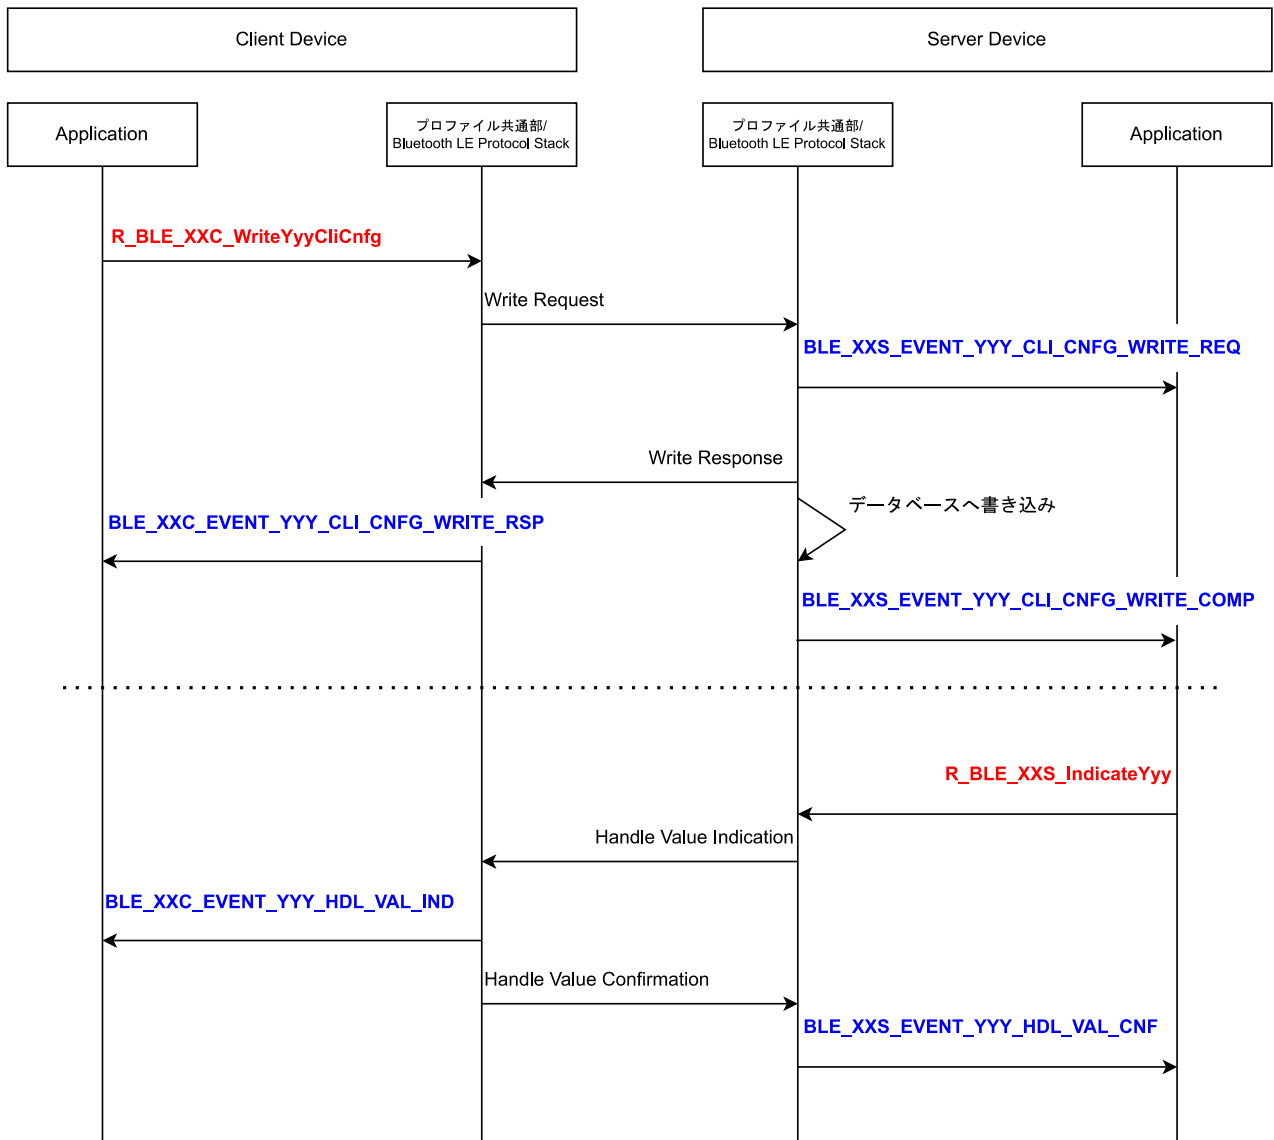 Client Device
Server Device
Application
プロファイル共通部/
Bluetooth LE Protocol Stack
プロファイル共通部/
Bluetooth LE Protocol Stack
Application
R_BLE_XXC_WriteYyyCliCnfg
Write Request
BLE_XXS_EVENT_YYY_CLI_CNFG_WRITE_REQ
Write Response
データベースへ書き込み
BLE_XXC_EVENT_YYY_CLI_CNFG_WRITE_RSP
BLE_XXS_EVENT_YYY_CLI_CNFG_WRITE_COMP
R_BLE_XXS_IndicateYyy
Handle Value Indication
BLE_XXC_EVENT_YYY_HDL_VAL_IND
Handle Value Confirmation
BLE_XXS_EVENT_YYY_HDL_VAL_CNF